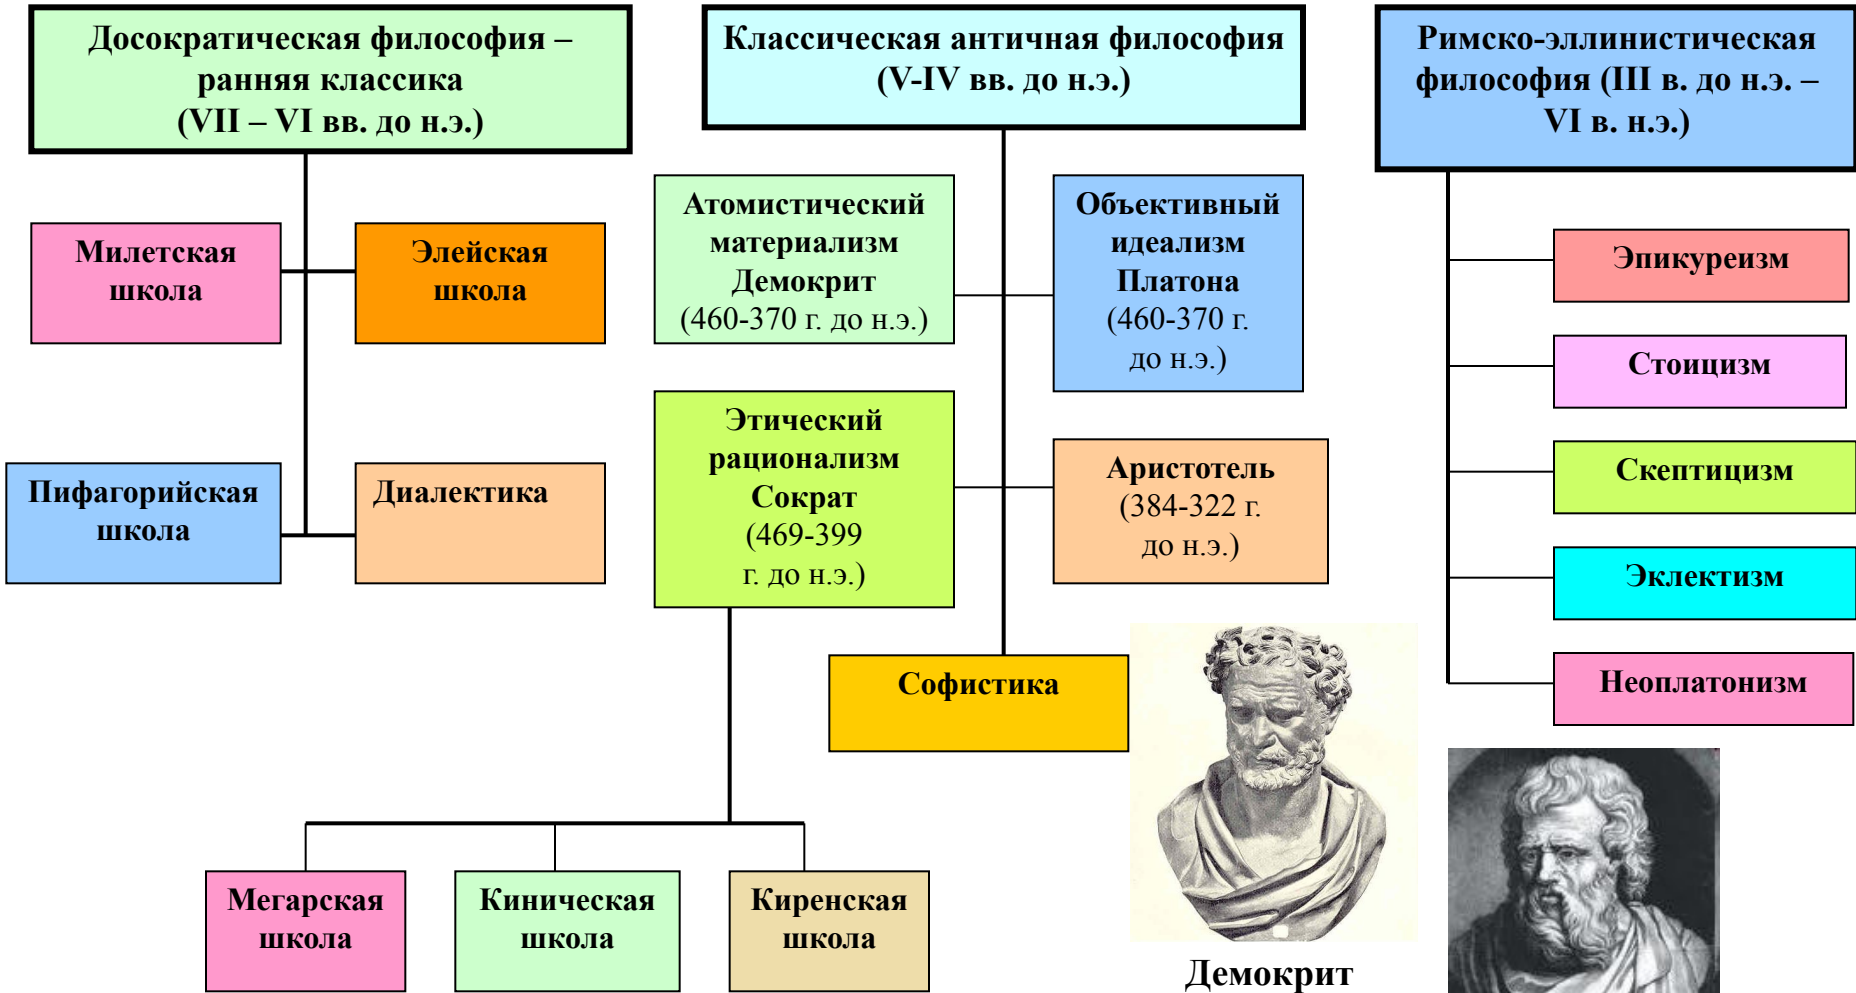 Досократическая философия –
ранняя классика
(VII – VI вв. до н.э.)
Милетская
школа
Элейская
школа
Пифагорийская
школа
Диалектика
Классическая античная философия
(V-IV вв. до н.э.)
Атомистический
материализм
Демокрит
(460-370 г. до н.э.)
Объективный
идеализм
Платона
(460-370 г.
до н.э.)
Этический
рационализм
Сократ
(469-399
г. до н.э.)
Аристотель
(384-322 г.
до н.э.)
Софистика
Мегарская
школа
Киническая
школа
Киренская
школа
Римско-эллинистическая
философия (III в. до н.э. –
VI в. н.э.)
Эпикуреизм
Стоицизм
Скептицизм
Эклектизм
Неоплатонизм
Демокрит